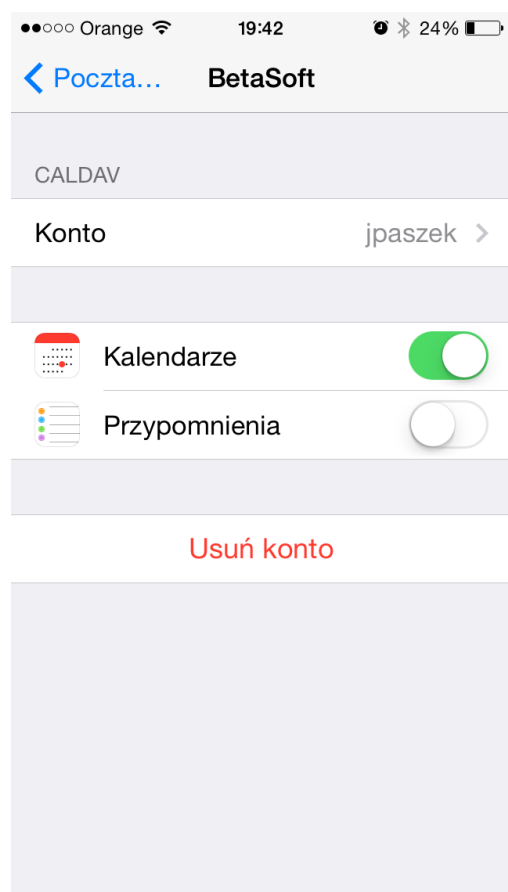 Orange 19:42 24%
Poczta... BetaSoft
CALDAV
Konto jpaszek
Kalendarze
Przypomnienia
Usuń konto